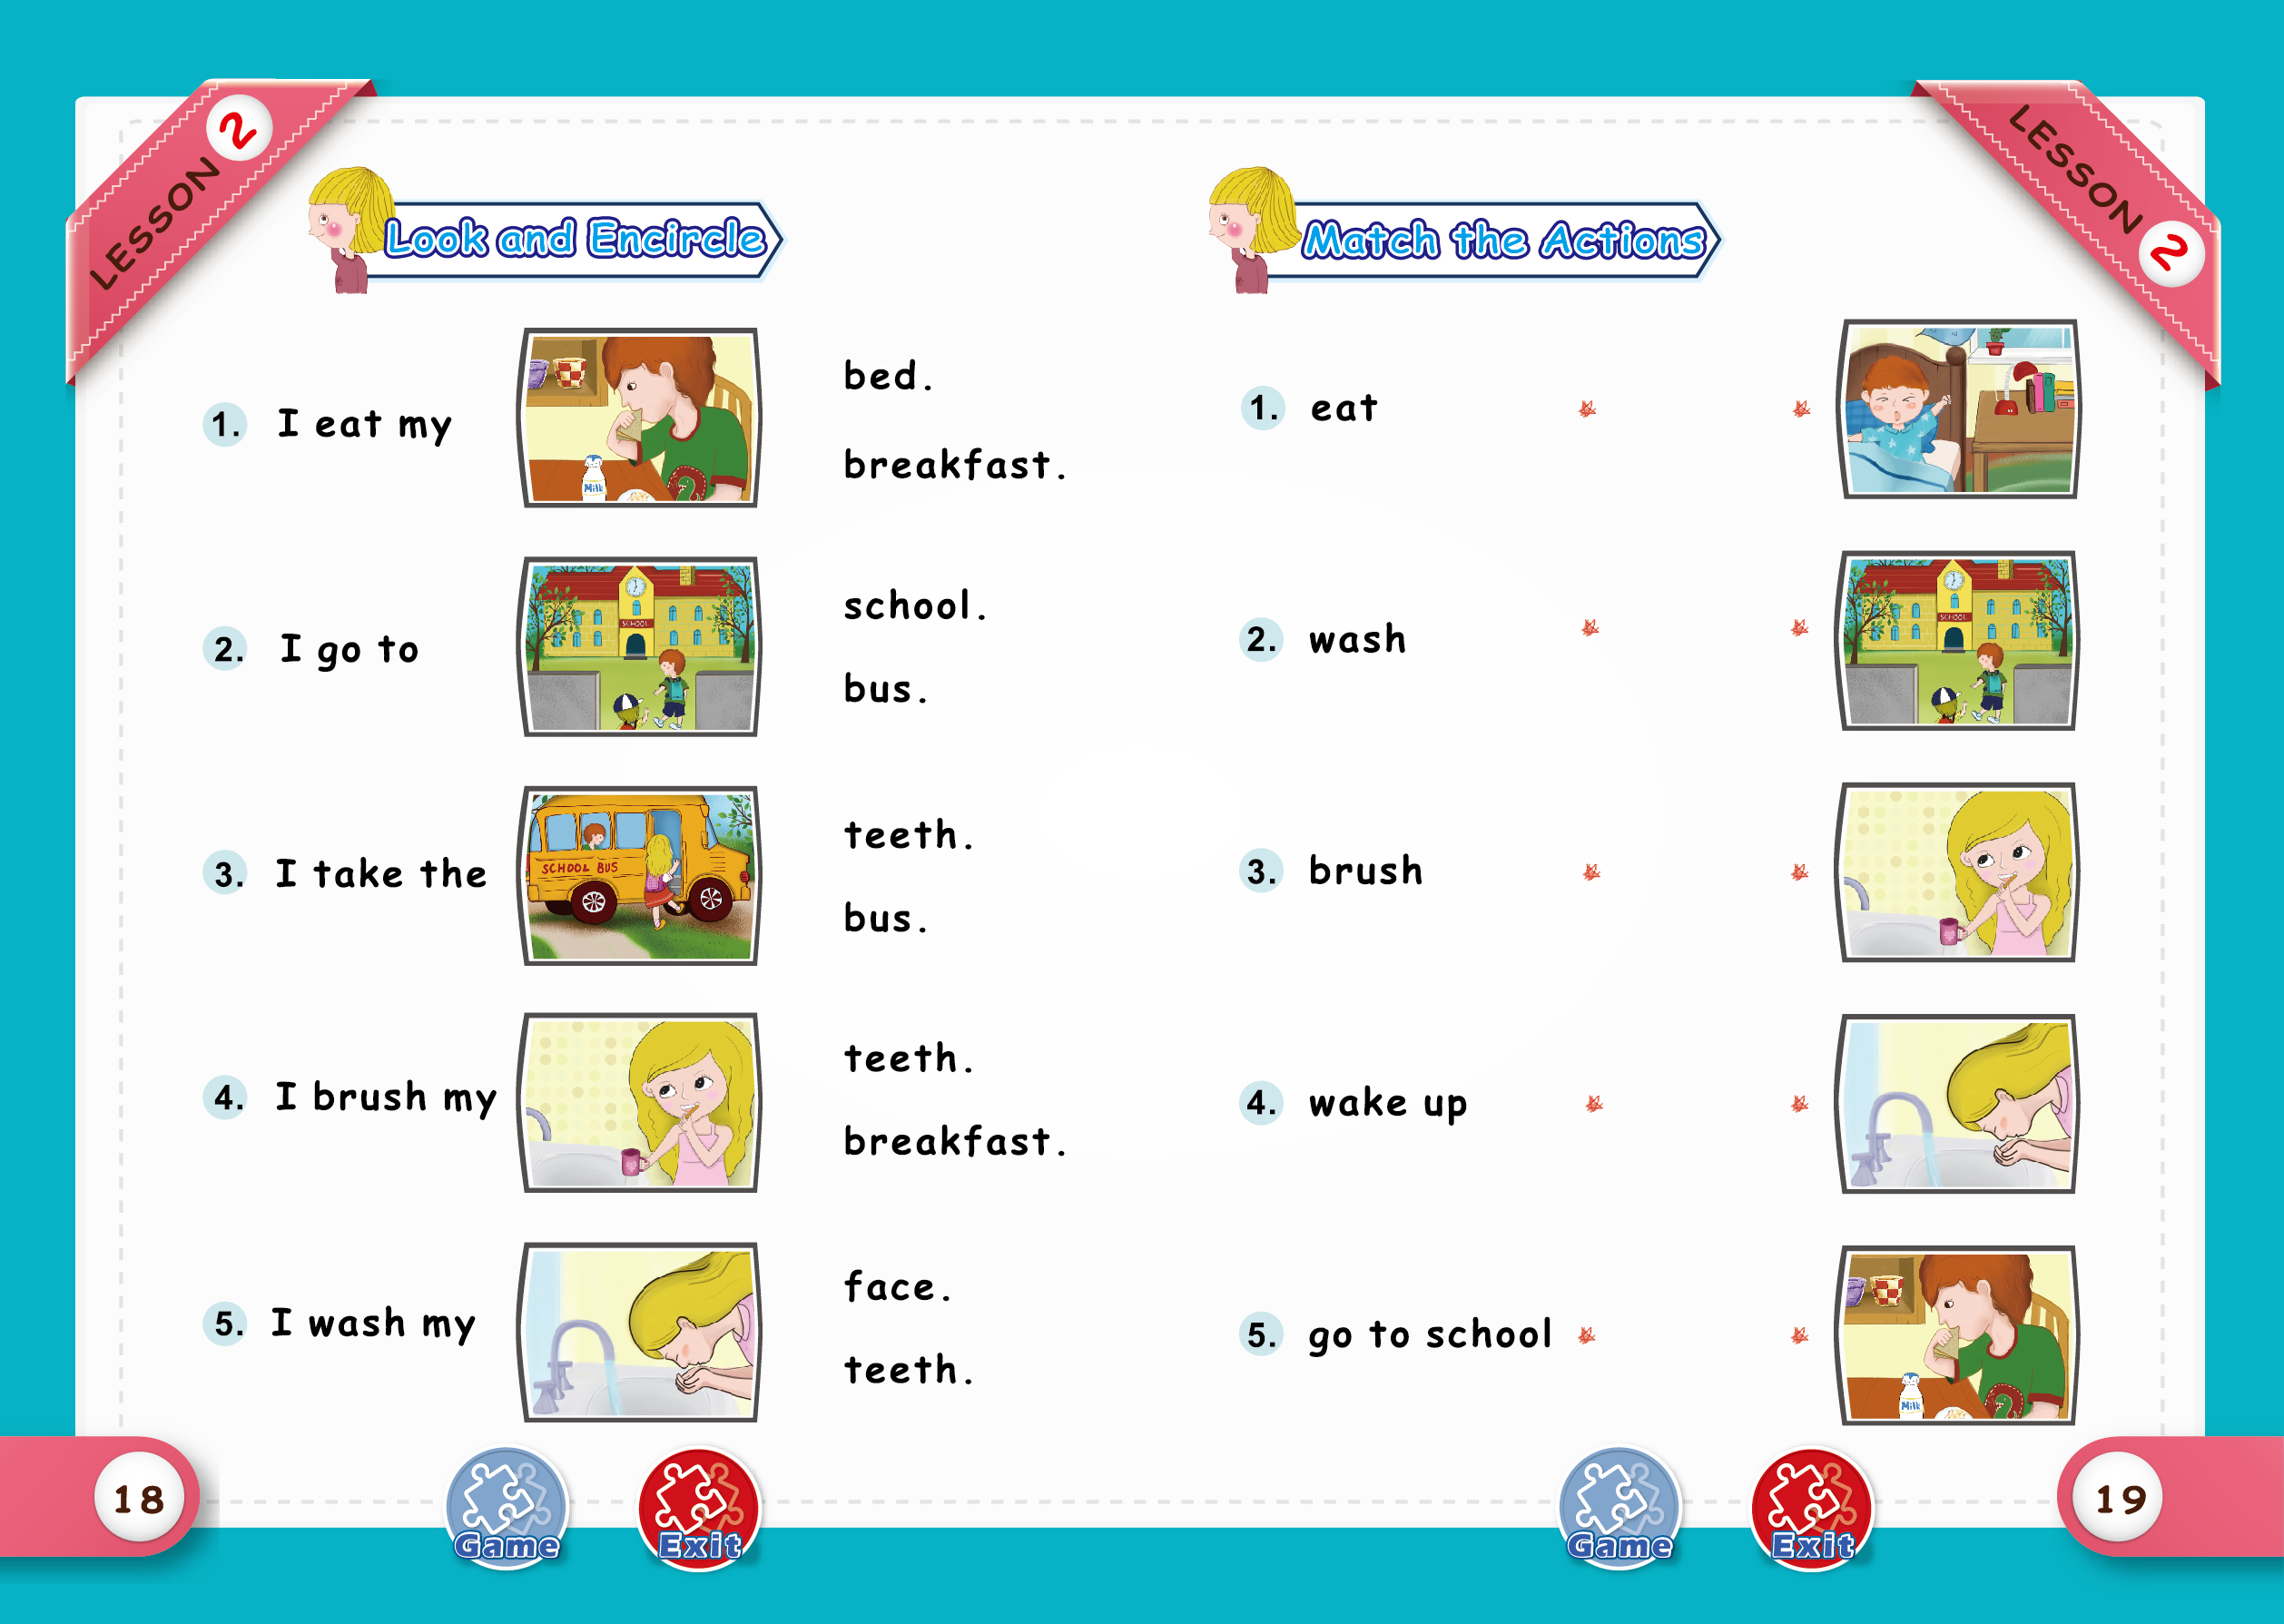 LESSON 2
Look and Encircle
1. I eat my
Milk
bed.
breakfast.
2. I go to
SCHOOL
school.
bus.
3. I take the
SCHOOL BUS
teeth.
bus.
4. I brush my
teeth.
breakfast.
5. I wash my
face.
teeth.
18
Game
Exit
LESSON 2
Match the Actions
1. eat
2. wash
SCHOOL
3. brush
4. wake up
5. go to school
Milk
Game
Exit
19